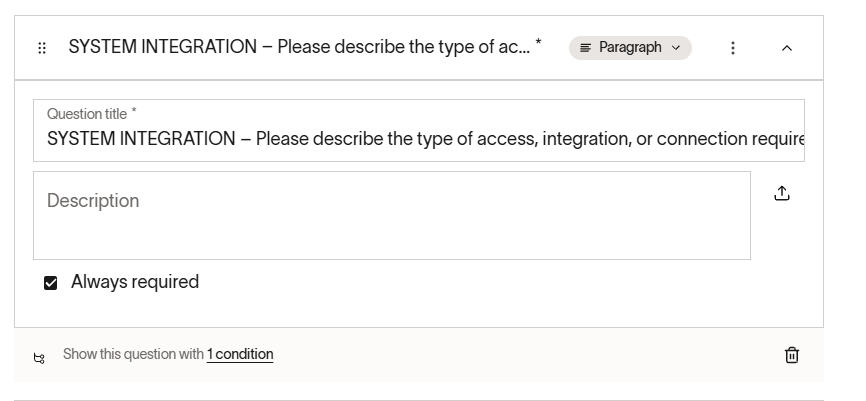 SYSTEM INTEGRATION – Please describe the type of ac... *
Paragraph
Question title *
SYSTEM INTEGRATION – Please describe the type of access, integration, or connection require
Description
Always required
Show this question with 1 condition